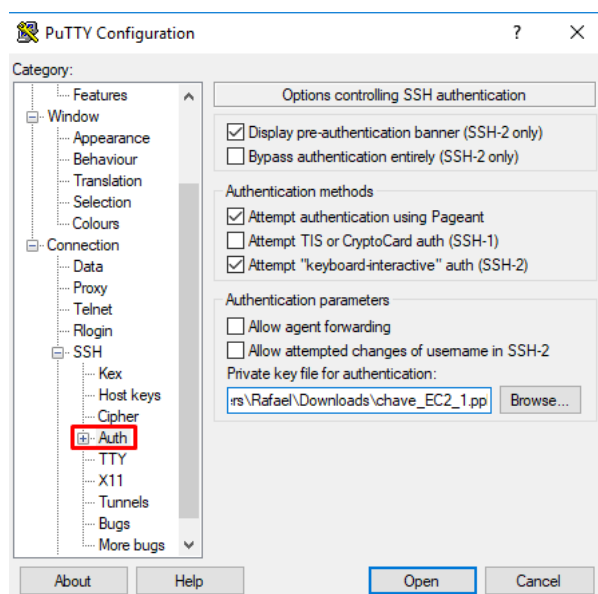 PuTTY Configuration
?
Category:
Features
Window
Appearance
Behaviour
Translation
Selection
Colours
Connection
Data
Proxy
Telnet
Rlogin
SSH
Kex
Host keys
Cipher
Auth
TTY
X11
Tunnels
Bugs
More bugs
Options controlling SSH authentication
Display pre-authentication banner (SSH-2 only)
Bypass authentication entirely (SSH-2 only)
Authentication methods
Attempt authentication using Pageant
Attempt TIS or CryptoCard auth (SSH-1)
Attempt "keyboard-interactive" auth (SSH-2)
Authentication parameters
Allow agent forwarding
Allow attempted changes of username in SSH-2
Private key file for authentication:
:rs\Rafael\Downloads\chave_EC2_1.pp Browse...
About Help Open Cancel